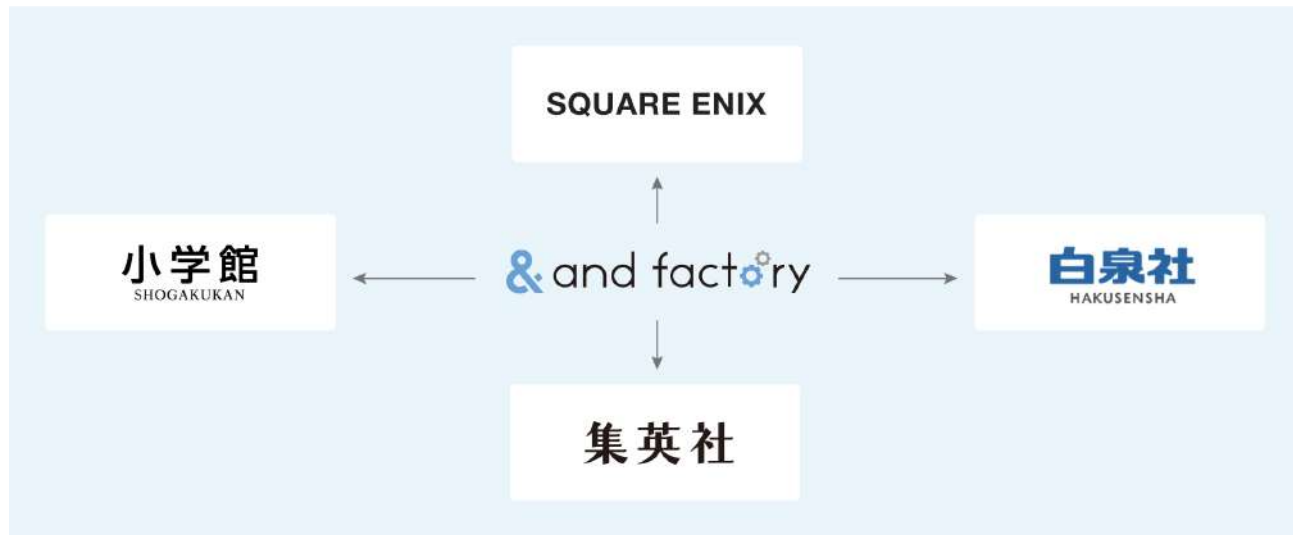 SQUARE ENIX
小学館
SHOGAKUKAN
& and factory
白泉社
HAKUSENSHA
集英社